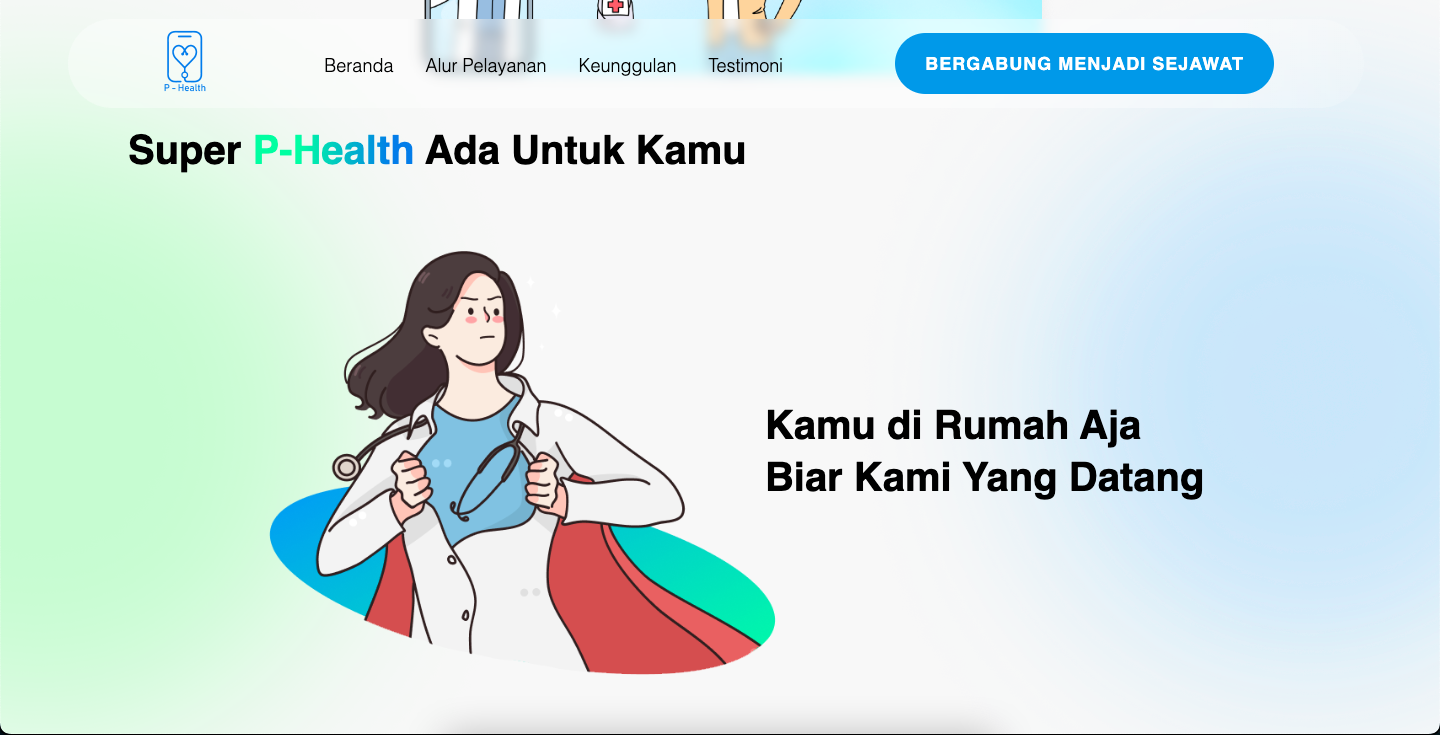 P - Health
Beranda
Alur Pelayanan
Keunggulan
Testimoni
BERGABUNG MENJADI SEJAWAT
Super P-Health Ada Untuk Kamu
Kamu di Rumah Aja
Biar Kami Yang Datang